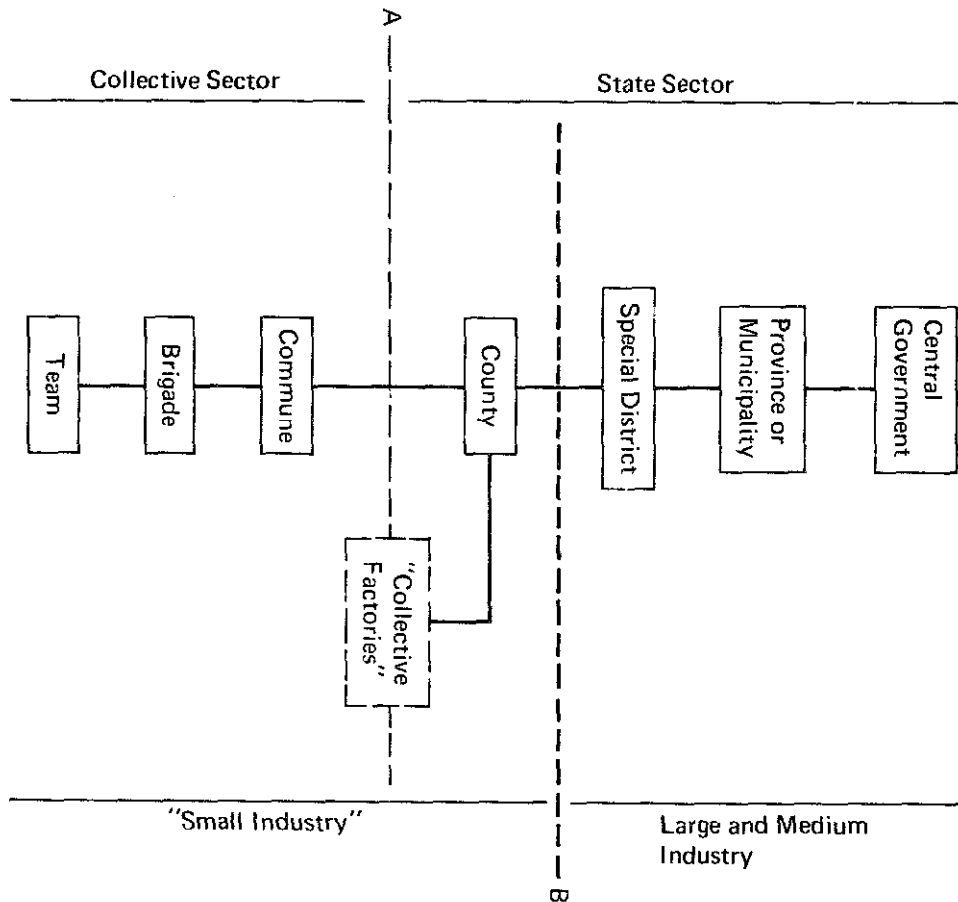 A
Collective Sector
State Sector
Team
Brigade
Commune
County
Special District
Province or
Municipality
Central
Government
"Collective
Factories"
"Small Industry"
Large and Medium
Industry
B